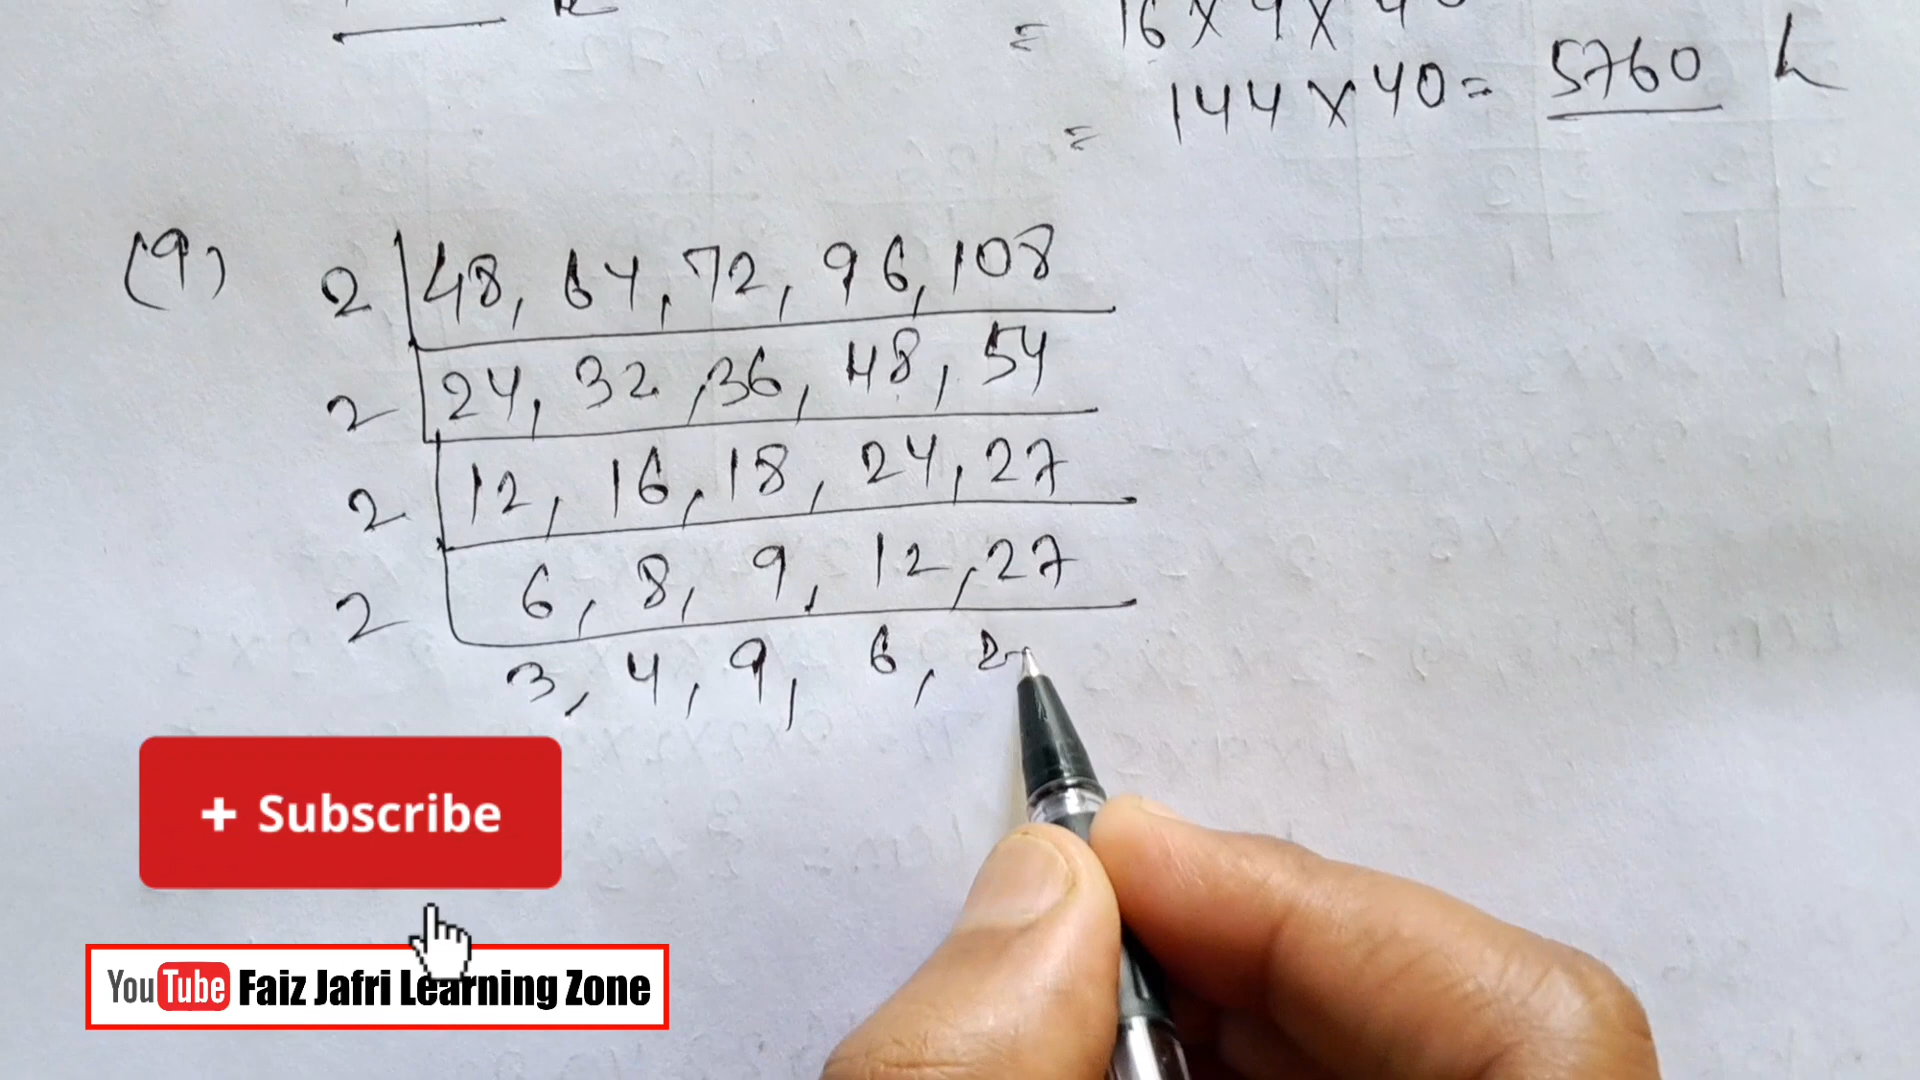 = 16 X 9 X 40
= 144 X 40 = 5760 L
(9) 2 48, 64, 72, 96, 108
2 24, 32, 36, 48, 54
2 12, 16, 18, 24, 27
2 6, 8, 9, 12, 27
3, 4, 9, 6, 2
+ Subscribe
YouTube Faiz Jafri Learning Zone